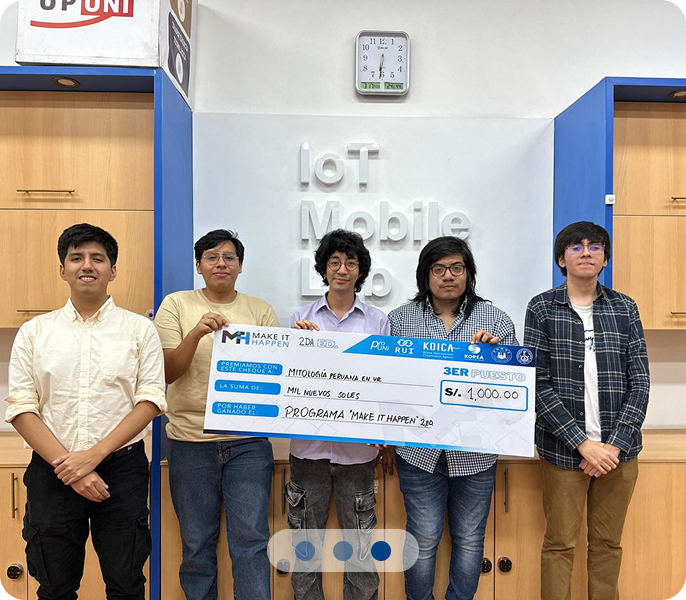 UPUNI
IoT
Mobile
Lab
MH MAKE IT HAPPEN
2DA ED.
PROUNI
RUI
KOICA
KOREA
PREMIAMOS CON ESTE CHEQUE A:
MITOLOGÍA PERUANA EN VR
3ER PUESTO
LA SUMA DE:
MIL NUEVOS SOLES
S/. 1,000.00
POR HABER GANADO EL:
PROGRAMA "MAKE IT HAPPEN" 2DO